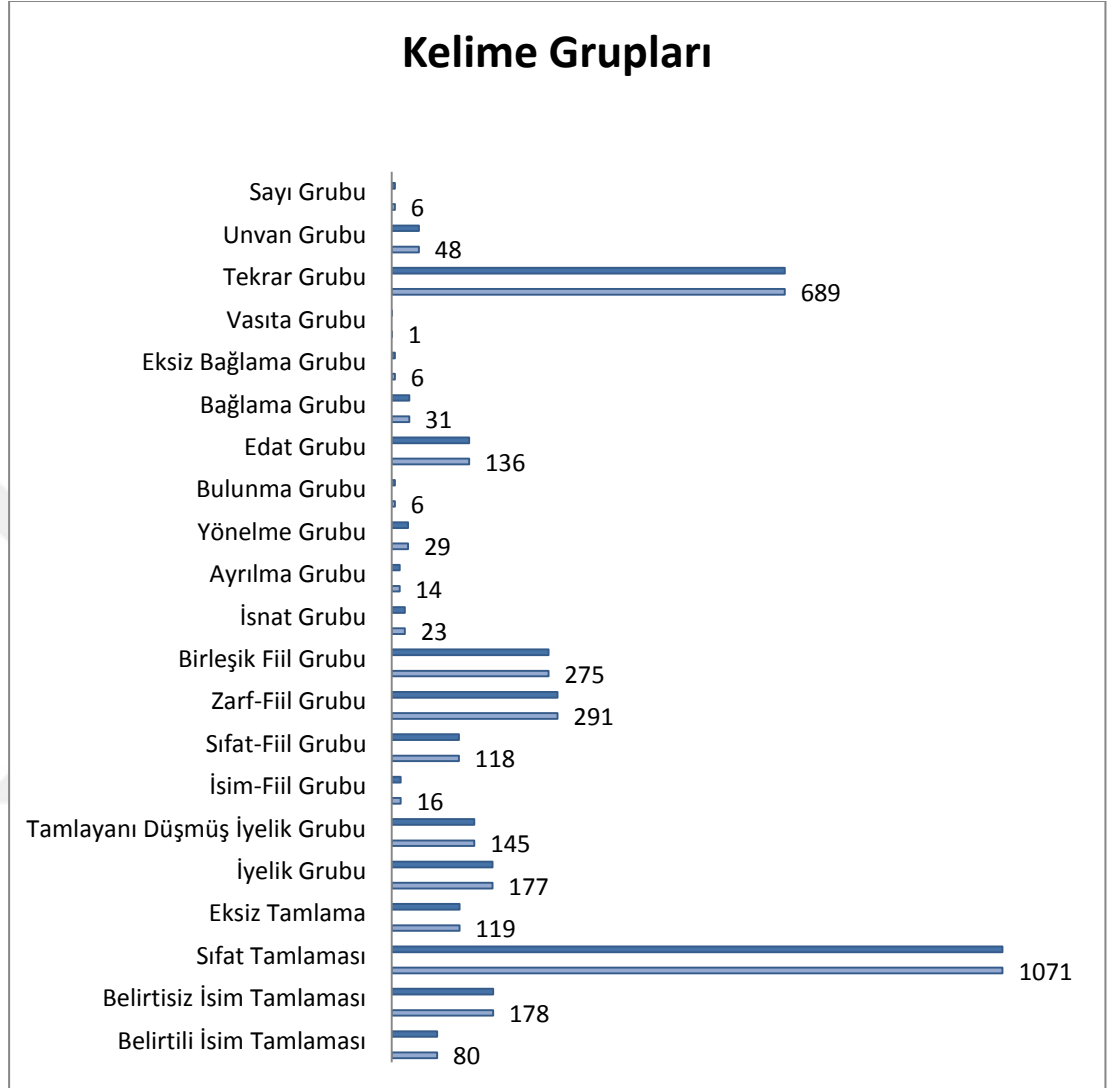 Kelime Grupları
Sayı Grubu 6
Unvan Grubu 48
Tekrar Grubu 689
Vasıta Grubu 1
Eksiz Bağlama Grubu 6
Bağlama Grubu 31
Edat Grubu 136
Bulunma Grubu 6
Yönelme Grubu 29
Ayrılma Grubu 14
İsnat Grubu 23
Birleşik Fiil Grubu 275
Zarf-Fiil Grubu 291
Sıfat-Fiil Grubu 118
İsim-Fiil Grubu 16
Tamlayanı Düşmüş İyelik Grubu 145
İyelik Grubu 177
Eksiz Tamlama 119
Sıfat Tamlaması 1071
Belirtisiz İsim Tamlaması 178
Belirtili İsim Tamlaması 80